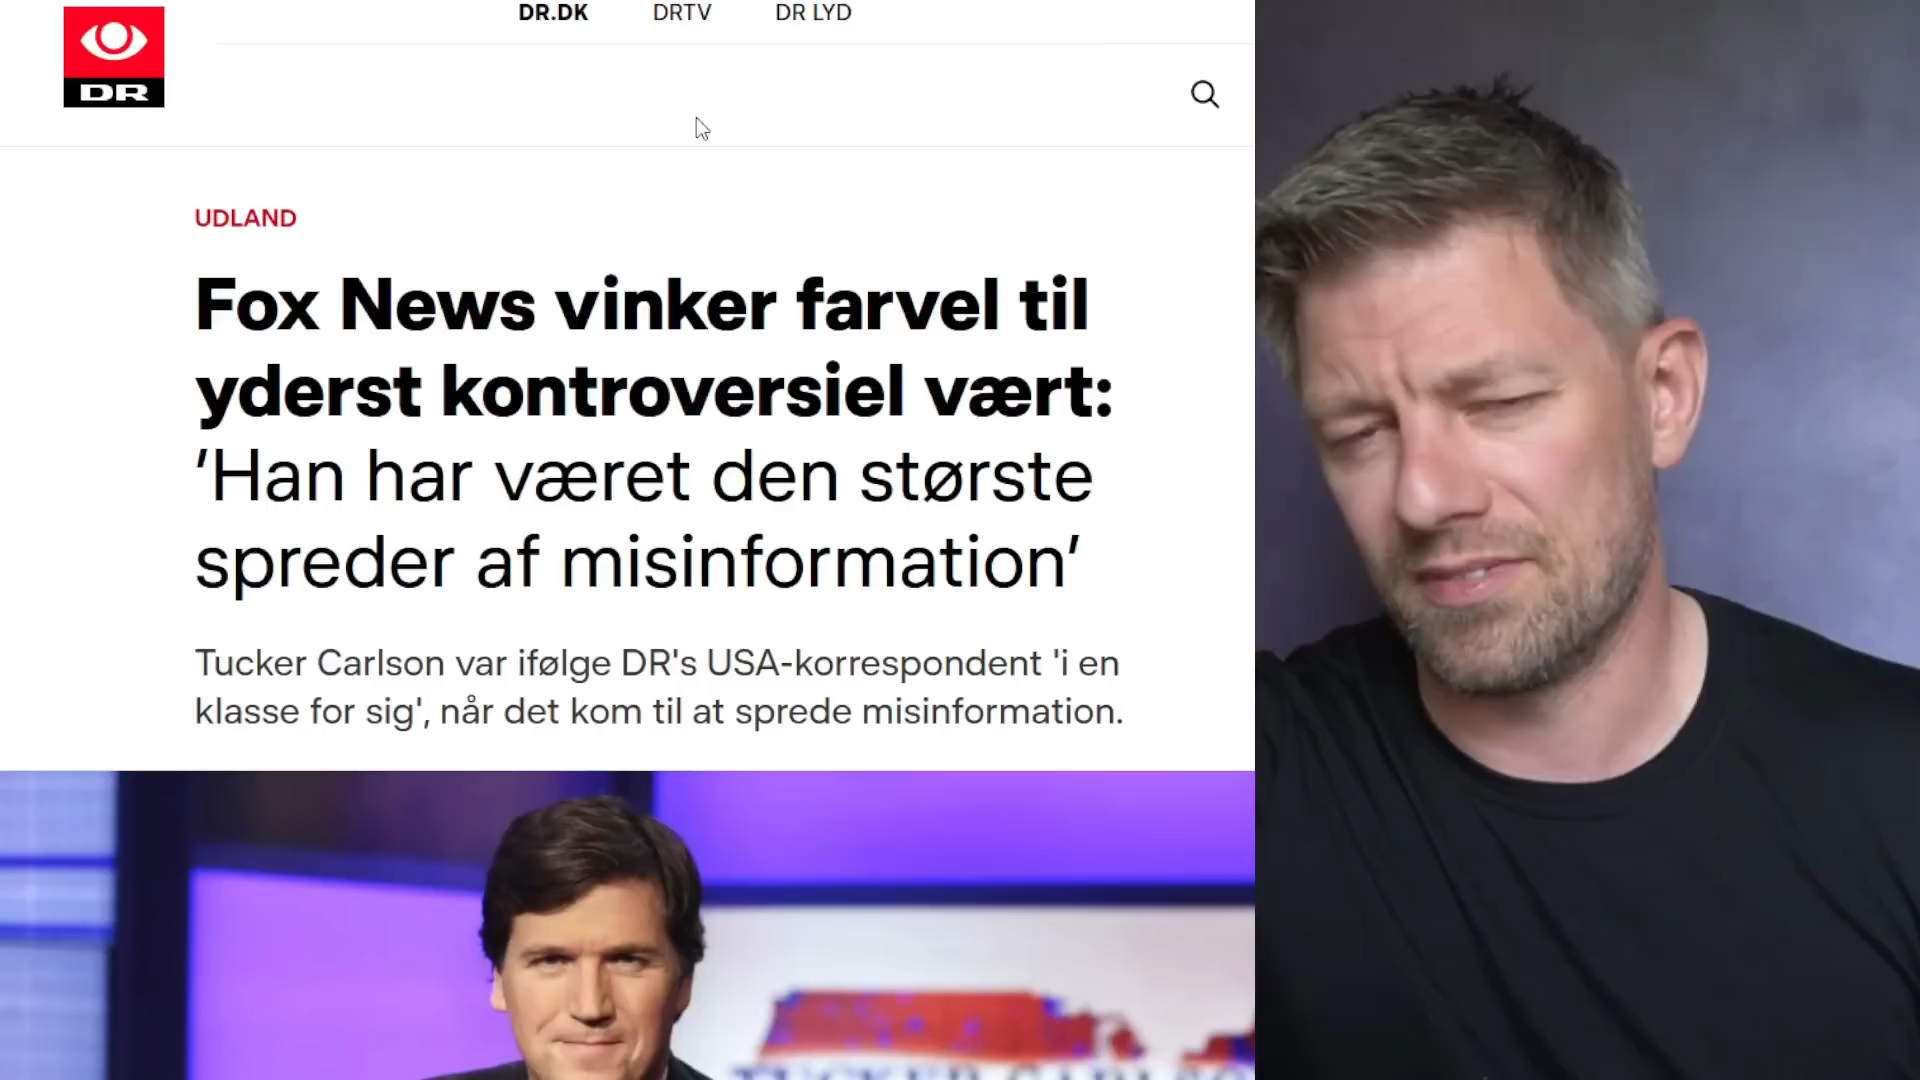 DR.DK DRTV DR LYD
DR
UDLAND
Fox News vinker farvel til
yderst kontroversiel vært:
'Han har været den største
spreder af misinformation'
Tucker Carlson var ifølge DR's USA-korrespondent 'i en
klasse for sig', når det kom til at sprede misinformation.
TUCKER CARLSO